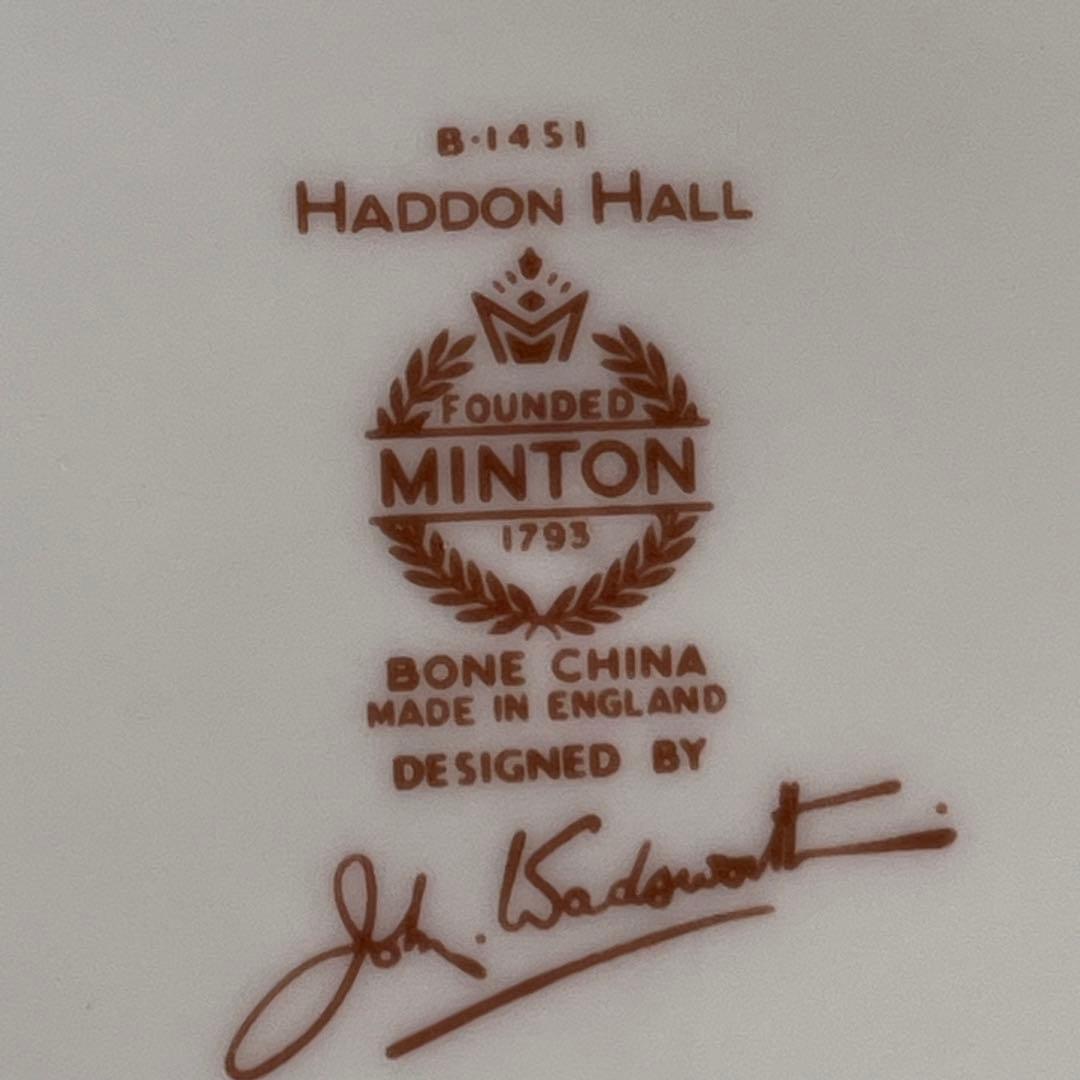 B·1451
HADDON HALL
FOUNDED
MINTON
1793
BONE CHINA
MADE IN ENGLAND
DESIGNED BY
John. Wadsworth.